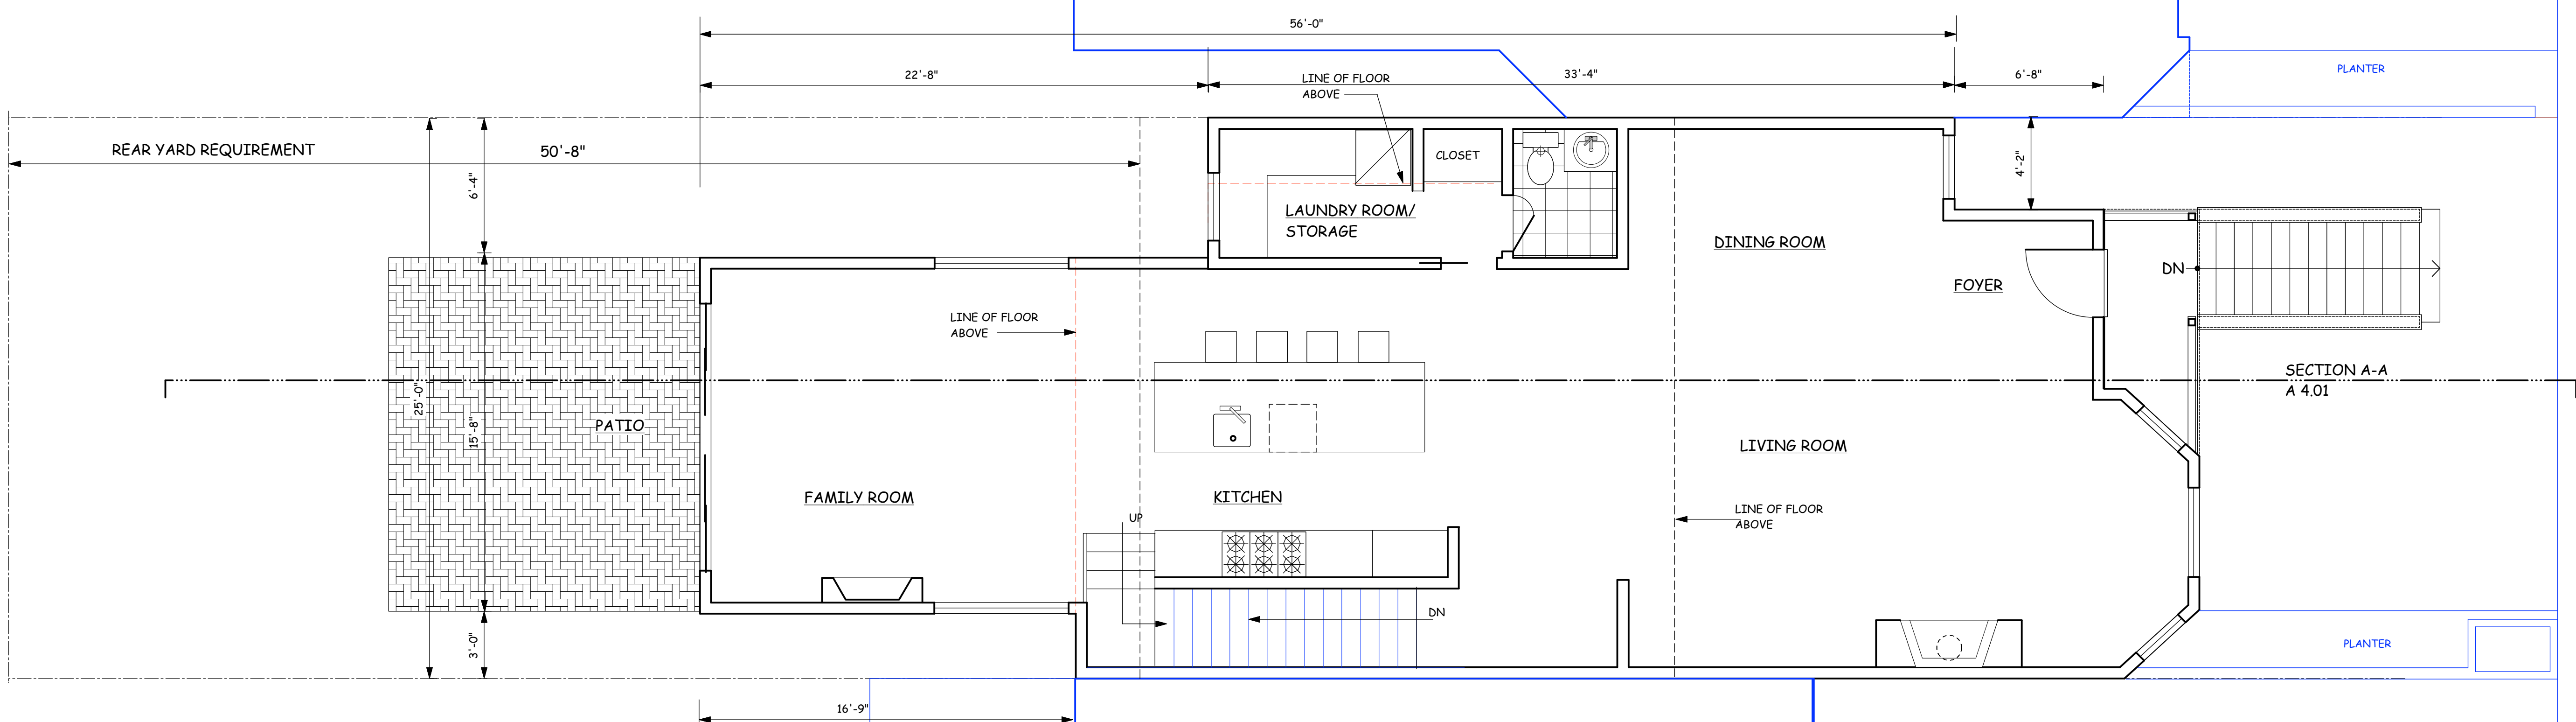 56'-0"
22'-8"
33'-4"
6'-8"
PLANTER
LINE OF FLOOR
ABOVE
REAR YARD REQUIREMENT
50'-8"
6'-4"
CLOSET
4'-2"
LAUNDRY ROOM/
STORAGE
DINING ROOM
FOYER
DN
LINE OF FLOOR
ABOVE
SECTION A-A
A 4.01
25'-0"
15'-8"
PATIO
LIVING ROOM
FAMILY ROOM
KITCHEN
UP
LINE OF FLOOR
ABOVE
DN
3'-0"
PLANTER
16'-9"